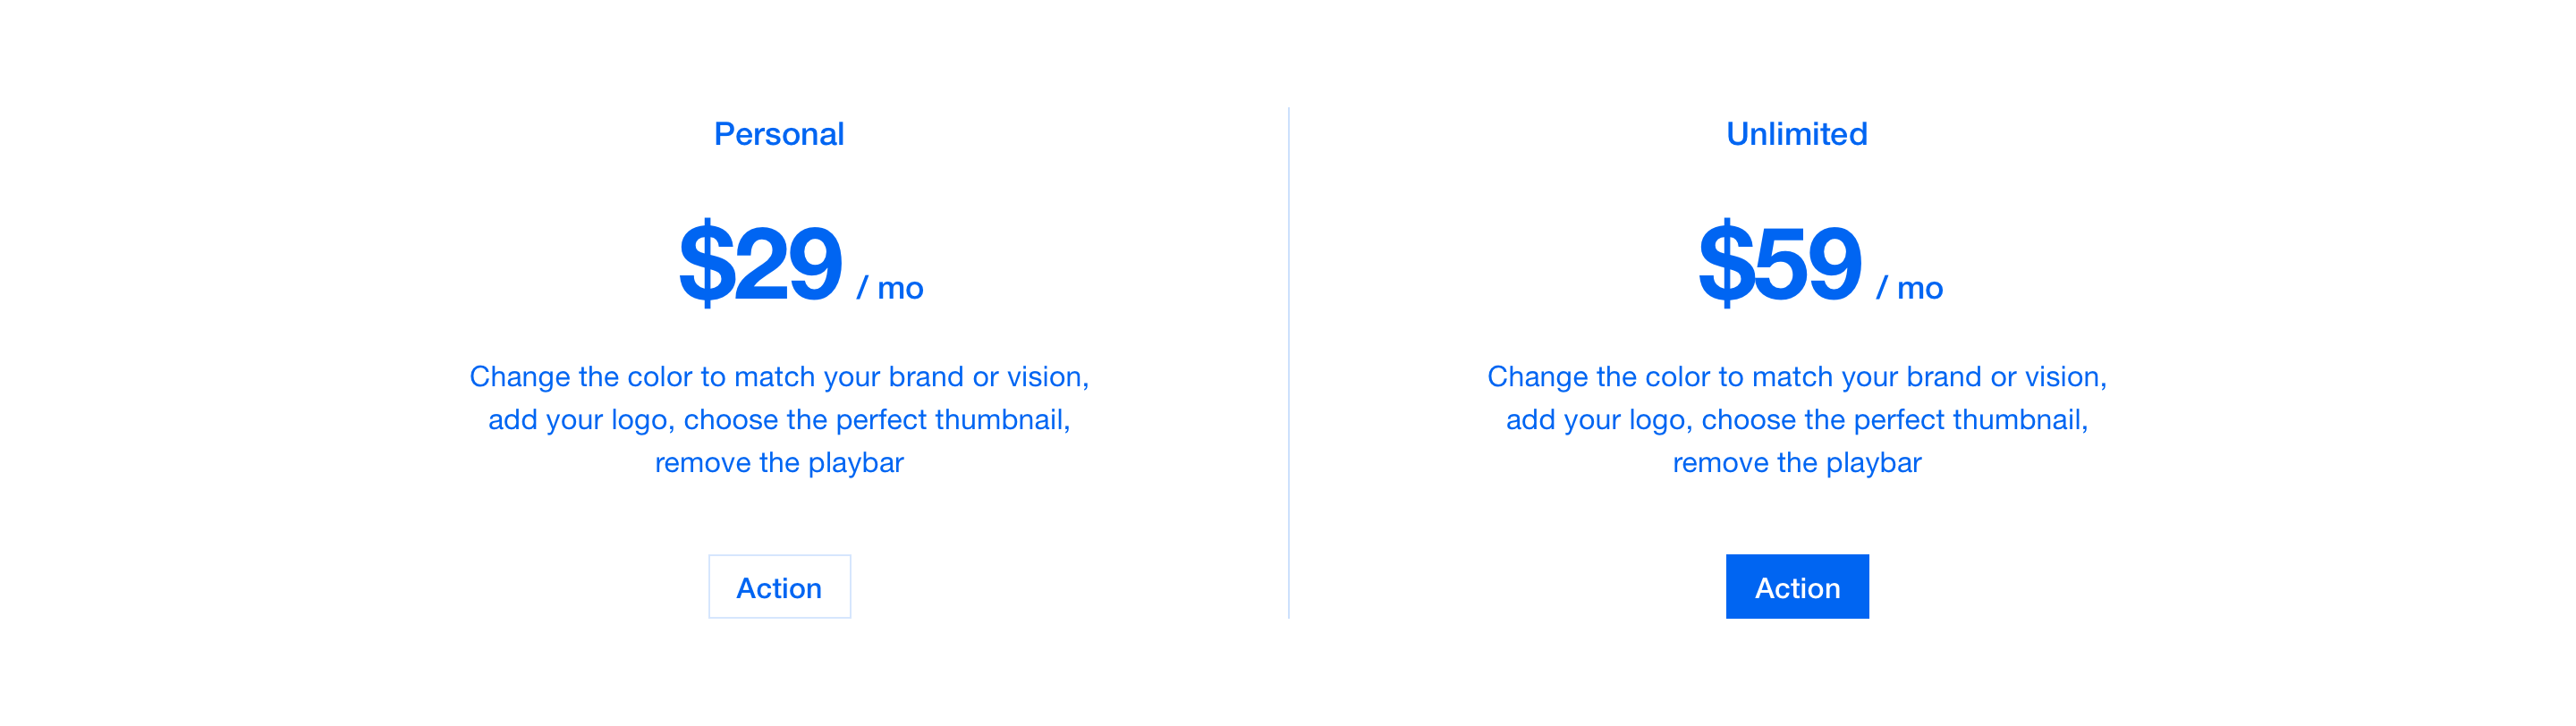 Personal
$29 / mo
Change the color to match your brand or vision,
add your logo, choose the perfect thumbnail,
remove the playbar
Action
Unlimited
$59 / mo
Change the color to match your brand or vision,
add your logo, choose the perfect thumbnail,
remove the playbar
Action